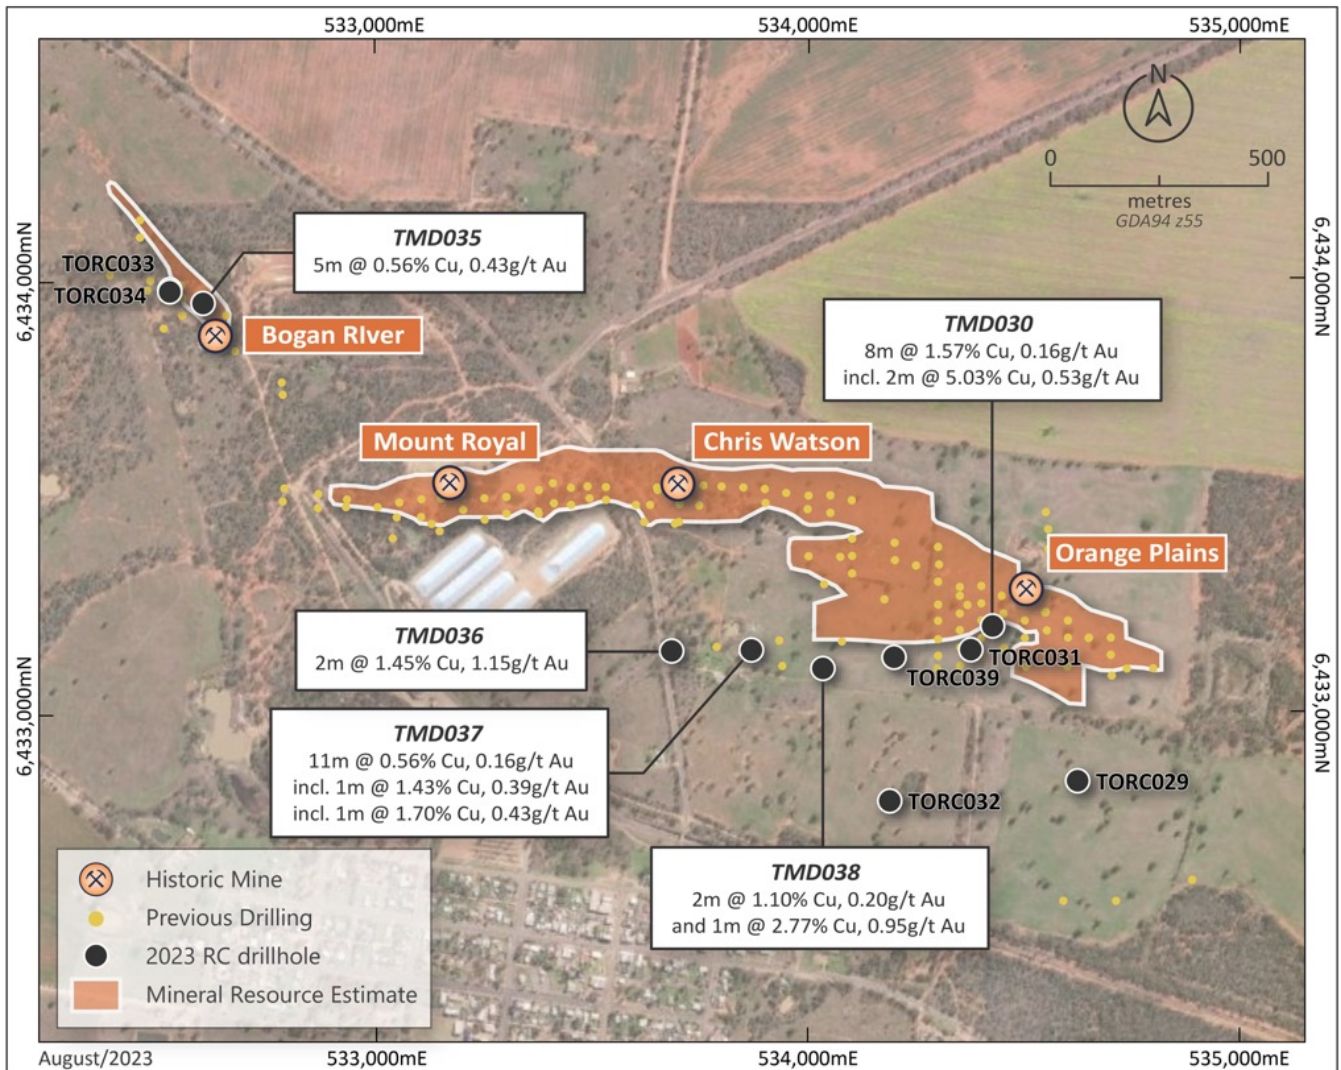 533,000mE
534,000mE
535,000mE
N
0
500
metres
GDA94 z55
6,434,000mN
6,434,000mN
TMD035
5m @ 0.56% Cu, 0.43g/t Au
TORC033
TORC034
Bogan RIver
TMD030
8m @ 1.57% Cu, 0.16g/t Au
incl. 2m @ 5.03% Cu, 0.53g/t Au
Mount Royal
Chris Watson
Orange Plains
TMD036
2m @ 1.45% Cu, 1.15g/t Au
TORC031
TORC039
6,433,000mN
6,433,000mN
TMD037
11m @ 0.56% Cu, 0.16g/t Au
incl. 1m @ 1.43% Cu, 0.39g/t Au
incl. 1m @ 1.70% Cu, 0.43g/t Au
TORC029
TORC032
TMD038
2m @ 1.10% Cu, 0.20g/t Au
and 1m @ 2.77% Cu, 0.95g/t Au
Historic Mine
Previous Drilling
2023 RC drillhole
Mineral Resource Estimate
August/2023
533,000mE
534,000mE
535,000mE